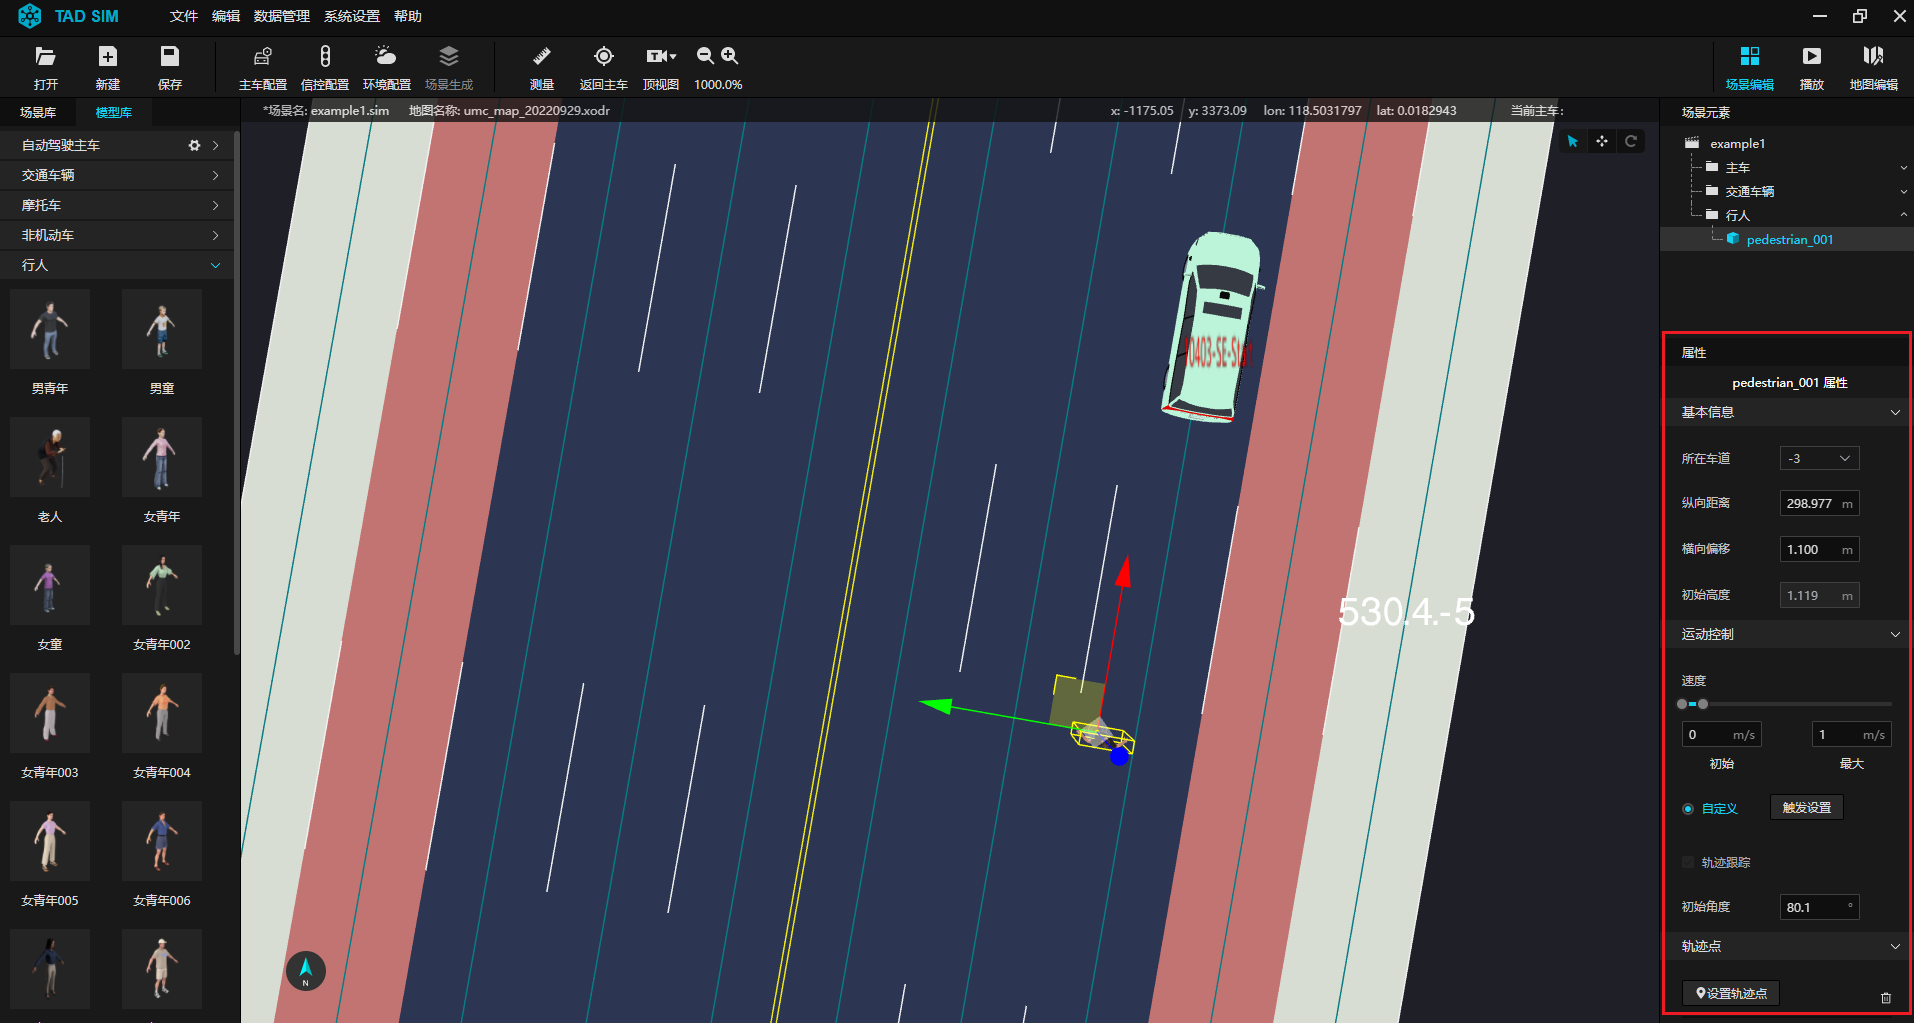 TAD SIM 文件 编辑 数据管理 系统设置 帮助
打开 新建 保存 主车配置 信控配置 环境配置 场景生成 测量 返回主车 顶视图 1000.0% 场景编辑 播放 地图编辑
场景库 模型库
*场景名: example1.sim 地图名称: umc_map_20220929.xodr x: -1175.05 y: 3373.09 lon: 118.5031797 lat: 0.0182943 当前主车:
自动驾驶主车
交通车辆
摩托车
非机动车
行人
男青年 男童
老人 女青年
女童 女青年002
女青年003 女青年004
女青年005 女青年006
530.4.-5
N
场景元素
example1
主车
交通车辆
行人
pedestrian_001
属性
pedestrian_001 属性
基本信息
所在车道 -3
纵向距离 298.977 m
横向偏移 1.100 m
初始高度 1.119 m
运动控制
速度
0 m/s 1 m/s
初始 最大
自定义 触发设置
轨迹跟踪
初始角度 80.1 °
轨迹点
设置轨迹点